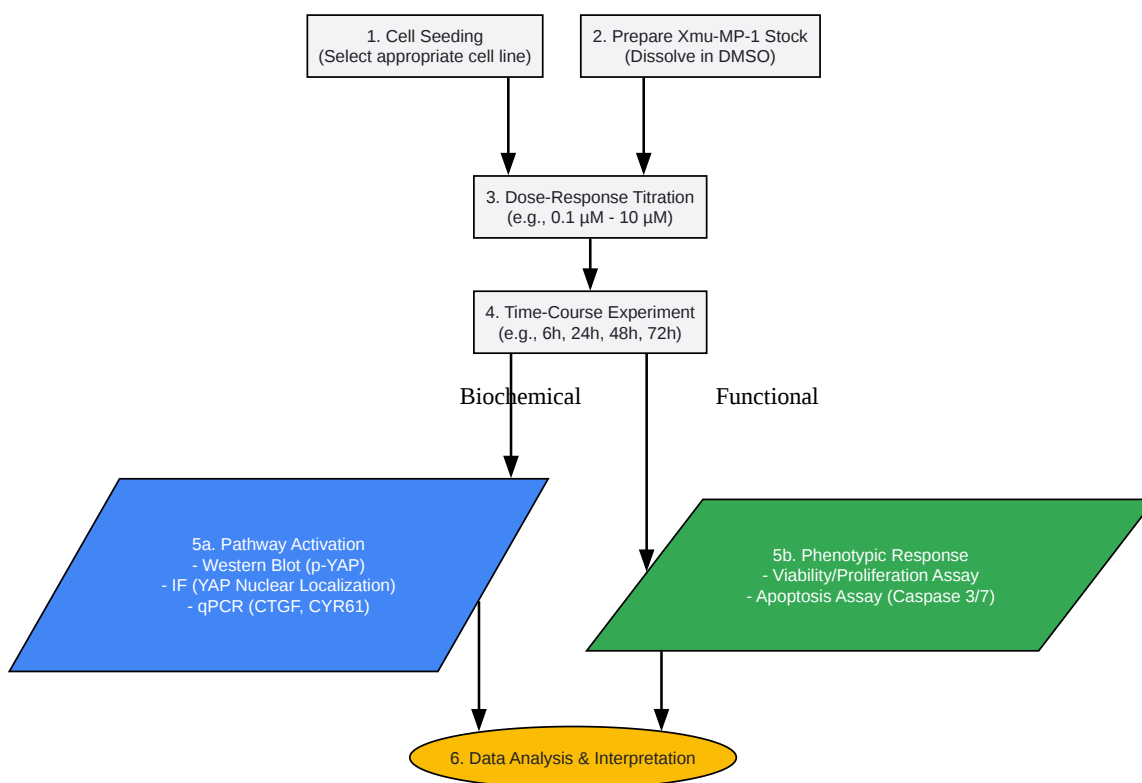 1. Cell Seeding
(Select appropriate cell line)
2. Prepare Xmu-MP-1 Stock
(Dissolve in DMSO)
3. Dose-Response Titration
(e.g., 0.1 µM - 10 µM)
4. Time-Course Experiment
(e.g., 6h, 24h, 48h, 72h)
Biochemical
Functional
5a. Pathway Activation
- Western Blot (p-YAP)
- IF (YAP Nuclear Localization)
- qPCR (CTGF, CYR61)
5b. Phenotypic Response
- Viability/Proliferation Assay
- Apoptosis Assay (Caspase 3/7)
6. Data Analysis & Interpretation